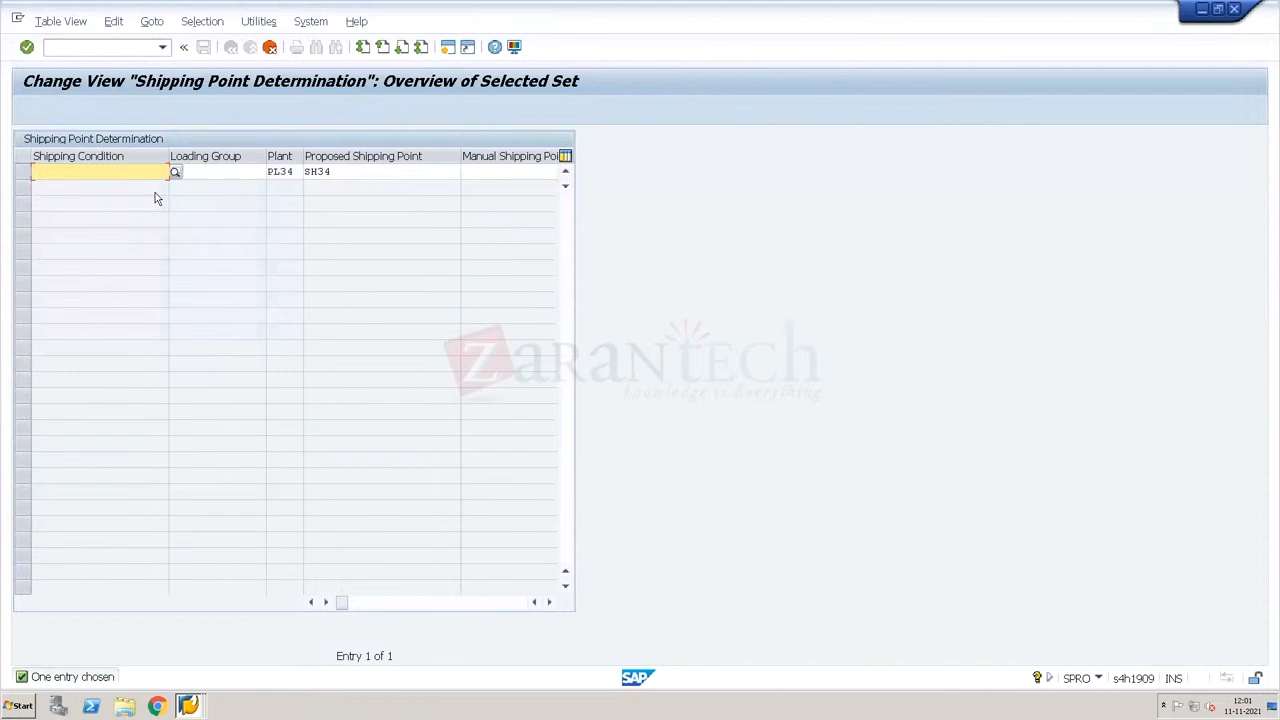 Table View Edit Goto Selection Utilities System Help
Change View "Shipping Point Determination": Overview of Selected Set
Shipping Point Determination
Shipping Condition Loading Group Plant Proposed Shipping Point Manual Shipping Poi
PL34 SH34
ZARANTECH
Knowledge is Everything
Entry 1 of 1
One entry chosen
SAP
SPRO s4h1909 INS
Start
12:01
11-11-2021